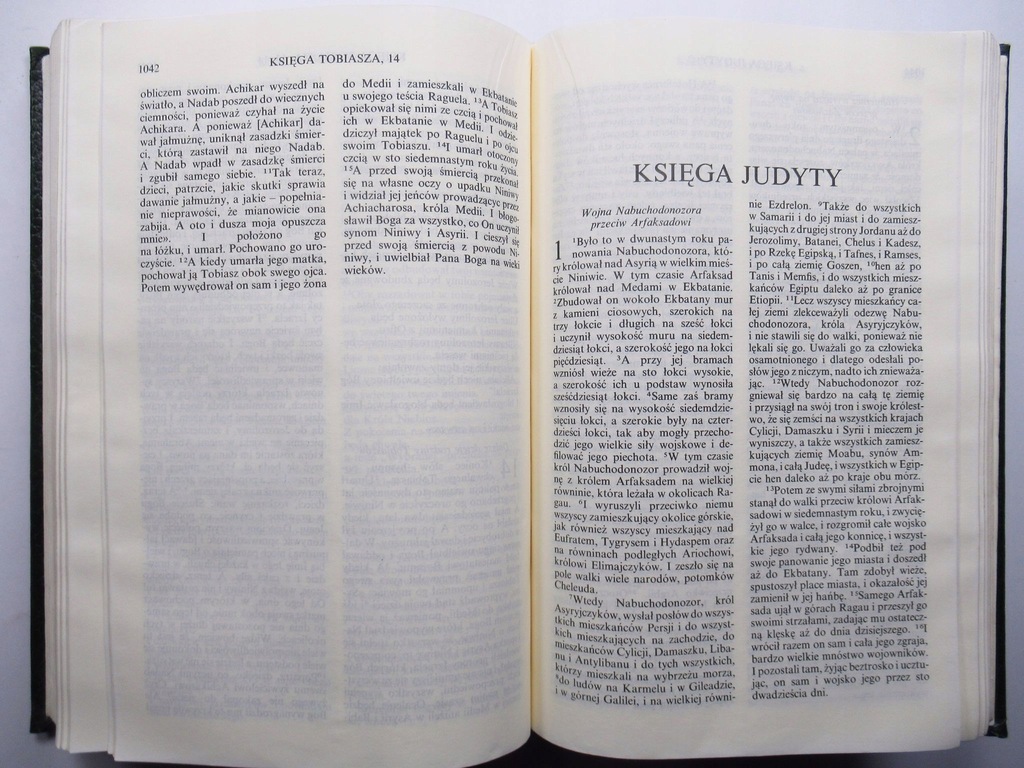 1042
KSIĘGA TOBIASZA, 14
obliczem swoim. Achikar wyszedł na
światło, a Nadab poszedł do wiecznych
ciemności, ponieważ czyhał na życie
Achikara. A ponieważ [Achikar] da-
wał jałmużnę, uniknął zasadzki śmier-
ci, którą zastawił na niego Nadab.
A Nadab wpadł w zasadzkę śmierci
i zgubił samego siebie. ¹¹Tak teraz,
dzieci, patrzcie, jakie skutki sprawia
dawanie jałmużny, a jakie – popełnia-
nie nieprawości, że mianowicie ona
zabija. A oto i dusza moja opuszcza
mnie». I położono go
na łóżku, i umarł. Pochowano go uro-
czyście. ¹²A kiedy umarła jego matka,
pochował ją Tobiasz obok swego ojca.
Potem wywędrował on sam i jego żona
do Medii i zamieszkali w Ekbatanie
u swojego teścia Raguela. ¹³A Tobiasz
opiekował się nimi ze czcią i pochował
ich w Ekbatanie w Medii. I odzie-
dziczył majątek po Raguelu i po ojcu
swoim Tobiaszu. ¹⁴I umarł otoczony
czcią w sto siedemnastym roku życia.
¹⁵A przed swoją śmiercią przekonał
się na własne oczy o upadku Niniwy
i widział jej jeńców prowadzących przez
Achiacharosa, króla Medii. I błogo-
sławił Boga za wszystko, co On uczynił
synom Niniwy i Asyrii. I cieszył się
przed swoją śmiercią z powodu Ni-
niwy, i uwielbiał Pana Boga na wieki
wieków.
KSIĘGA JUDYTY
Wojna Nabuchodonozora
przeciw Arfaksadowi
1 ¹Było to w dwunastym roku pa-
nowania Nabuchodonozora, któ-
ry królował nad Asyrią w wielkim mieś-
cie Niniwie. W tym czasie Arfaksad
królował nad Medami w Ekbatanie.
²Zbudował on wokoło Ekbatany mur
z kamieni ciosowych, szerokich na
trzy łokcie i długich na sześć łokci
i uczynił wysokość muru na siedem-
dziesiąt łokci, a szerokość jego na łokci
pięćdziesiąt. ³A przy jej bramach
wzniósł wieże na sto łokci wysokie,
a szerokość ich u podstaw wynosiła
sześćdziesiąt łokci. ⁴Same zaś bramy
wznosiły się na wysokość siedemdzie-
sięciu łokci, a szerokie były na czter-
dzieści łokci, tak aby mogły przecho-
dzić jego wielkie siły wojskowe i de-
filować jego piechota. ⁵W tym czasie
król Nabuchodonozor prowadził woj-
nę z królem Arfaksadem na wielkiej
równinie, która leżała w okolicach Ra-
gau. ⁶I wyruszyli przeciwko niemu
wszyscy zamieszkujący okolice górskie,
jak również wszyscy mieszkający nad
Eufratem, Tygrysem i Hydaspem oraz
na równinach podległych Ariochowi,
królowi Elimajczyków. I zeszło się na
pole walki wiele narodów, potomków
Cheleuda.
⁷Wtedy Nabuchodonozor, król
Asyryjczyków, wysłał posłów do wszys-
tkich mieszkańców Persji i do wszyst-
kich mieszkających na zachodzie, do
mieszkańców Cylicji, Damaszku, Liba-
nu i Antylibanu i do tych wszystkich,
którzy mieszkali na wybrzeżu morza,
⁸do ludów na Karmelu i w Gileadzie,
i w górnej Galilei, i na wielkiej równi-
nie Ezdrelon. ⁹Także do wszystkich
w Samarii i do jej miast i do zamiesz-
kujących z drugiej strony Jordanu aż do
Jerozolimy, Batanei, Chelus i Kadesz,
i po Rzekę Egipską, i Tafnes, i Ramses,
i po całą ziemię Goszen, ¹⁰hen aż po
Tanis i Memfis, i do wszystkich miesz-
kańców Egiptu daleko aż po granice
Etiopii. ¹¹Lecz wszyscy mieszkańcy ca-
łej ziemi zlekceważyli odezwę Nabu-
chodonozora, króla Asyryjczyków,
i nie stawili się do walki, ponieważ nie
lękali się go. Uważali go za człowieka
osamotnionego i dlatego odesłali po-
słów jego z niczym, nadto ich znieważa-
jąc. ¹²Wtedy Nabuchodonozor roz-
gniewał się bardzo na całą tę ziemię
i przysiągł na swój tron i swoje królest-
wo, że się zemści na wszystkich krajach
Cylicji, Damaszku i Syrii i mieczem je
wyniszczy, a także wszystkich zamiesz-
kujących ziemię Moabu, synów Am-
mona, i całą Judeę, i wszystkich w Egip-
cie hen daleko aż po kraje obu mórz.
¹³Potem ze swymi siłami zbrojnymi
stanął do walki przeciw królowi Arfak-
sadowi w siedemnastym roku, i zwycię-
żył go w walce, i rozgromił całe wojsko
Arfaksada i całą jego konnicę, i wszyst-
kie jego rydwany. ¹⁴Podbił też pod
swoje panowanie jego miasta i doszedł
aż do Ekbatany. Tam zdobył wieże,
spustoszył place miasta, i okazałość jej
zamienił w jej hańbę. ¹⁵Samego Arfak-
sada ujął w górach Ragau i przeszył go
swoimi strzałami, zadając mu ostatecz-
ną klęskę aż do dnia dzisiejszego. ¹⁶I
wrócił razem on sam i cała jego zgraja,
bardzo wielkie mnóstwo wojowników.
I pozostali tam, żyjąc beztrosko i ucztu-
jąc, on sam i wojsko jego przez sto
dwadzieścia dni.